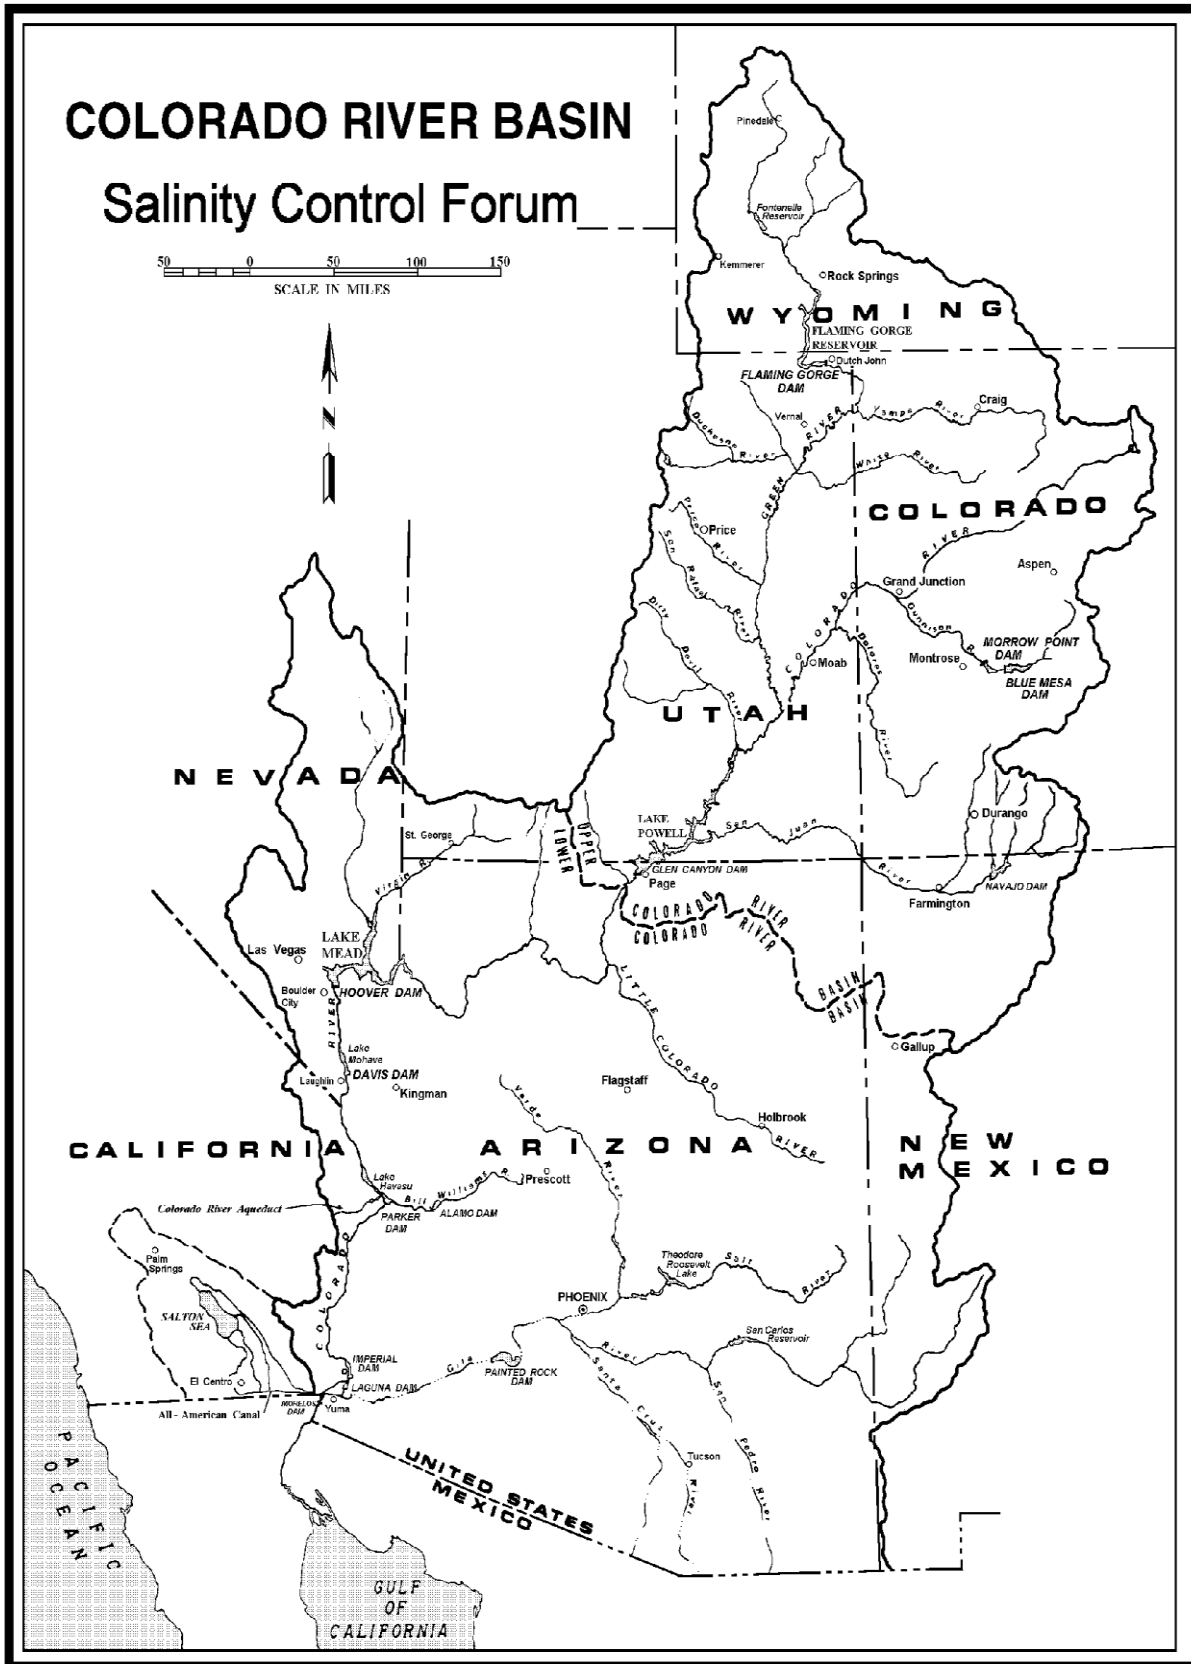 COLORADO RIVER BASIN
Salinity Control Forum
50 0 50 100 150
SCALE IN MILES
N
Pinedale
Fontenelle
Reservoir
Kemmerer
Rock Springs
WYOMING
FLAMING GORGE
RESERVOIR
Dutch John
FLAMING GORGE
DAM
Craig
Yampa River
Vernal
GREEN RIVER
Duchesne River
White River
COLORADO
Price
Price River
San Rafael River
RIVER
Aspen
Grand Junction
Gunnison R.
COLORADO
Dirty Devil River
Dolores River
Moab
Montrose
MORROW POINT
DAM
BLUE MESA
DAM
UTAH
NEVADA
St. George
Virgin R.
UPPER
LOWER
LAKE
POWELL
San Juan River
Durango
GLEN CANYON DAM
Page
Farmington
NAVAJO DAM
COLORADO RIVER BASIN
COLORADO RIVER BASIN
Las Vegas
LAKE
MEAD
Boulder
City
HOOVER DAM
RIVER
LITTLE COLORADO RIVER
Gallup
Lake
Mohave
DAVIS DAM
Laughlin
Kingman
Flagstaff
Verde River
Holbrook
CALIFORNIA
ARIZONA
NEW
MEXICO
Lake
Havasu
Bill Williams R.
Prescott
Colorado River Aqueduct
PARKER
DAM
ALAMO DAM
Palm
Springs
COLORADO
Theodore
Roosevelt
Lake
Salt River
PHOENIX
SALTON
SEA
San Carlos
Reservoir
IMPERIAL
DAM
Gila River
PAINTED ROCK
DAM
El Centro
LAGUNA DAM
MORELOS
DAM
Yuma
All - American Canal
Santa Cruz River
San Pedro River
Tucson
UNITED STATES
MEXICO
PACIFIC
OCEAN
GULF
OF
CALIFORNIA